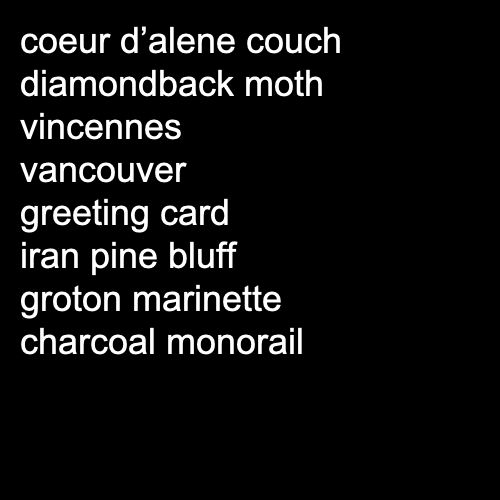 coeur d’alene couch
diamondback moth
vincennes
vancouver
greeting card
iran pine bluff
groton marinette
charcoal monorail